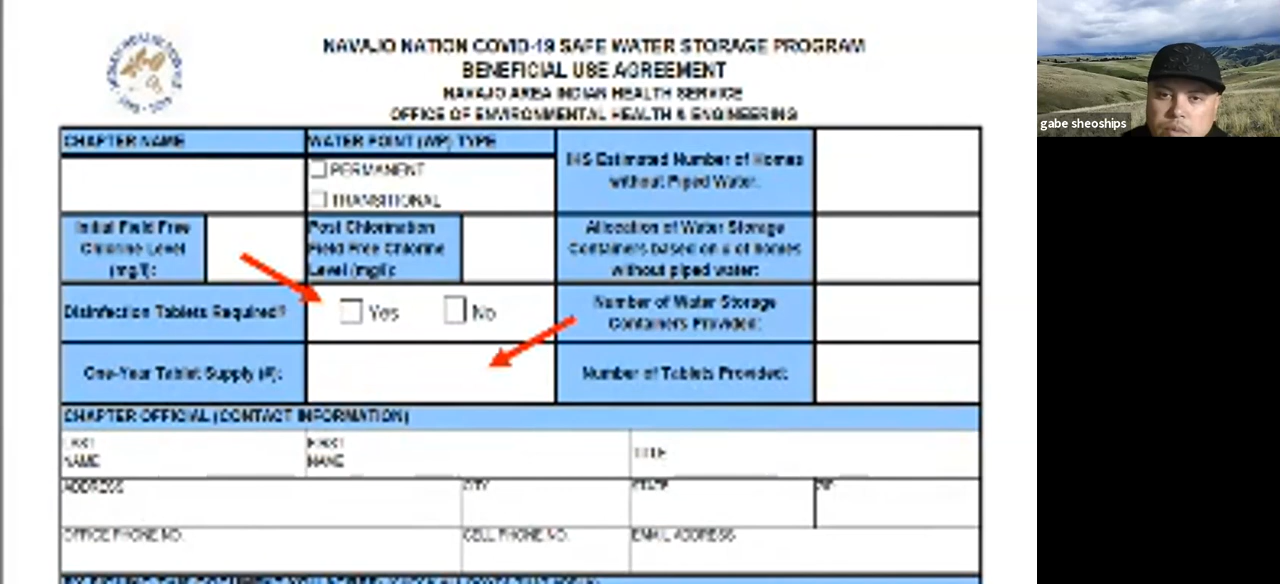 NAVAJO NATION COVID-19 SAFE WATER STORAGE PROGRAM
BENEFICIAL USE AGREEMENT
NAVAJO AREA INDIAN HEALTH SERVICE
OFFICE OF ENVIRONMENTAL HEALTH & ENGINEERING
gabe sheoships
CHAPTER NAME
WATER POINT (WP) TYPE
PERMANENT
TRANSITIONAL
IHS Estimated Number of Homes
without Piped Water:
Initial Field Free
Chlorine Level
(mg/l):
Post Chlorination
Field Free Chlorine
Level (mg/l):
Allocation of Water Storage
Containers based on # of homes
without piped water:
Disinfection Tablets Required?
Yes
No
Number of Water Storage
Containers Provided:
One-Year Tablet Supply (#):
Number of Tablets Provided:
CHAPTER OFFICIAL (CONTACT INFORMATION)
LAST
NAME
FIRST
NAME
TITLE
ADDRESS
CITY
STATE
ZIP
OFFICE PHONE NO.
CELL PHONE NO.
EMAIL ADDRESS